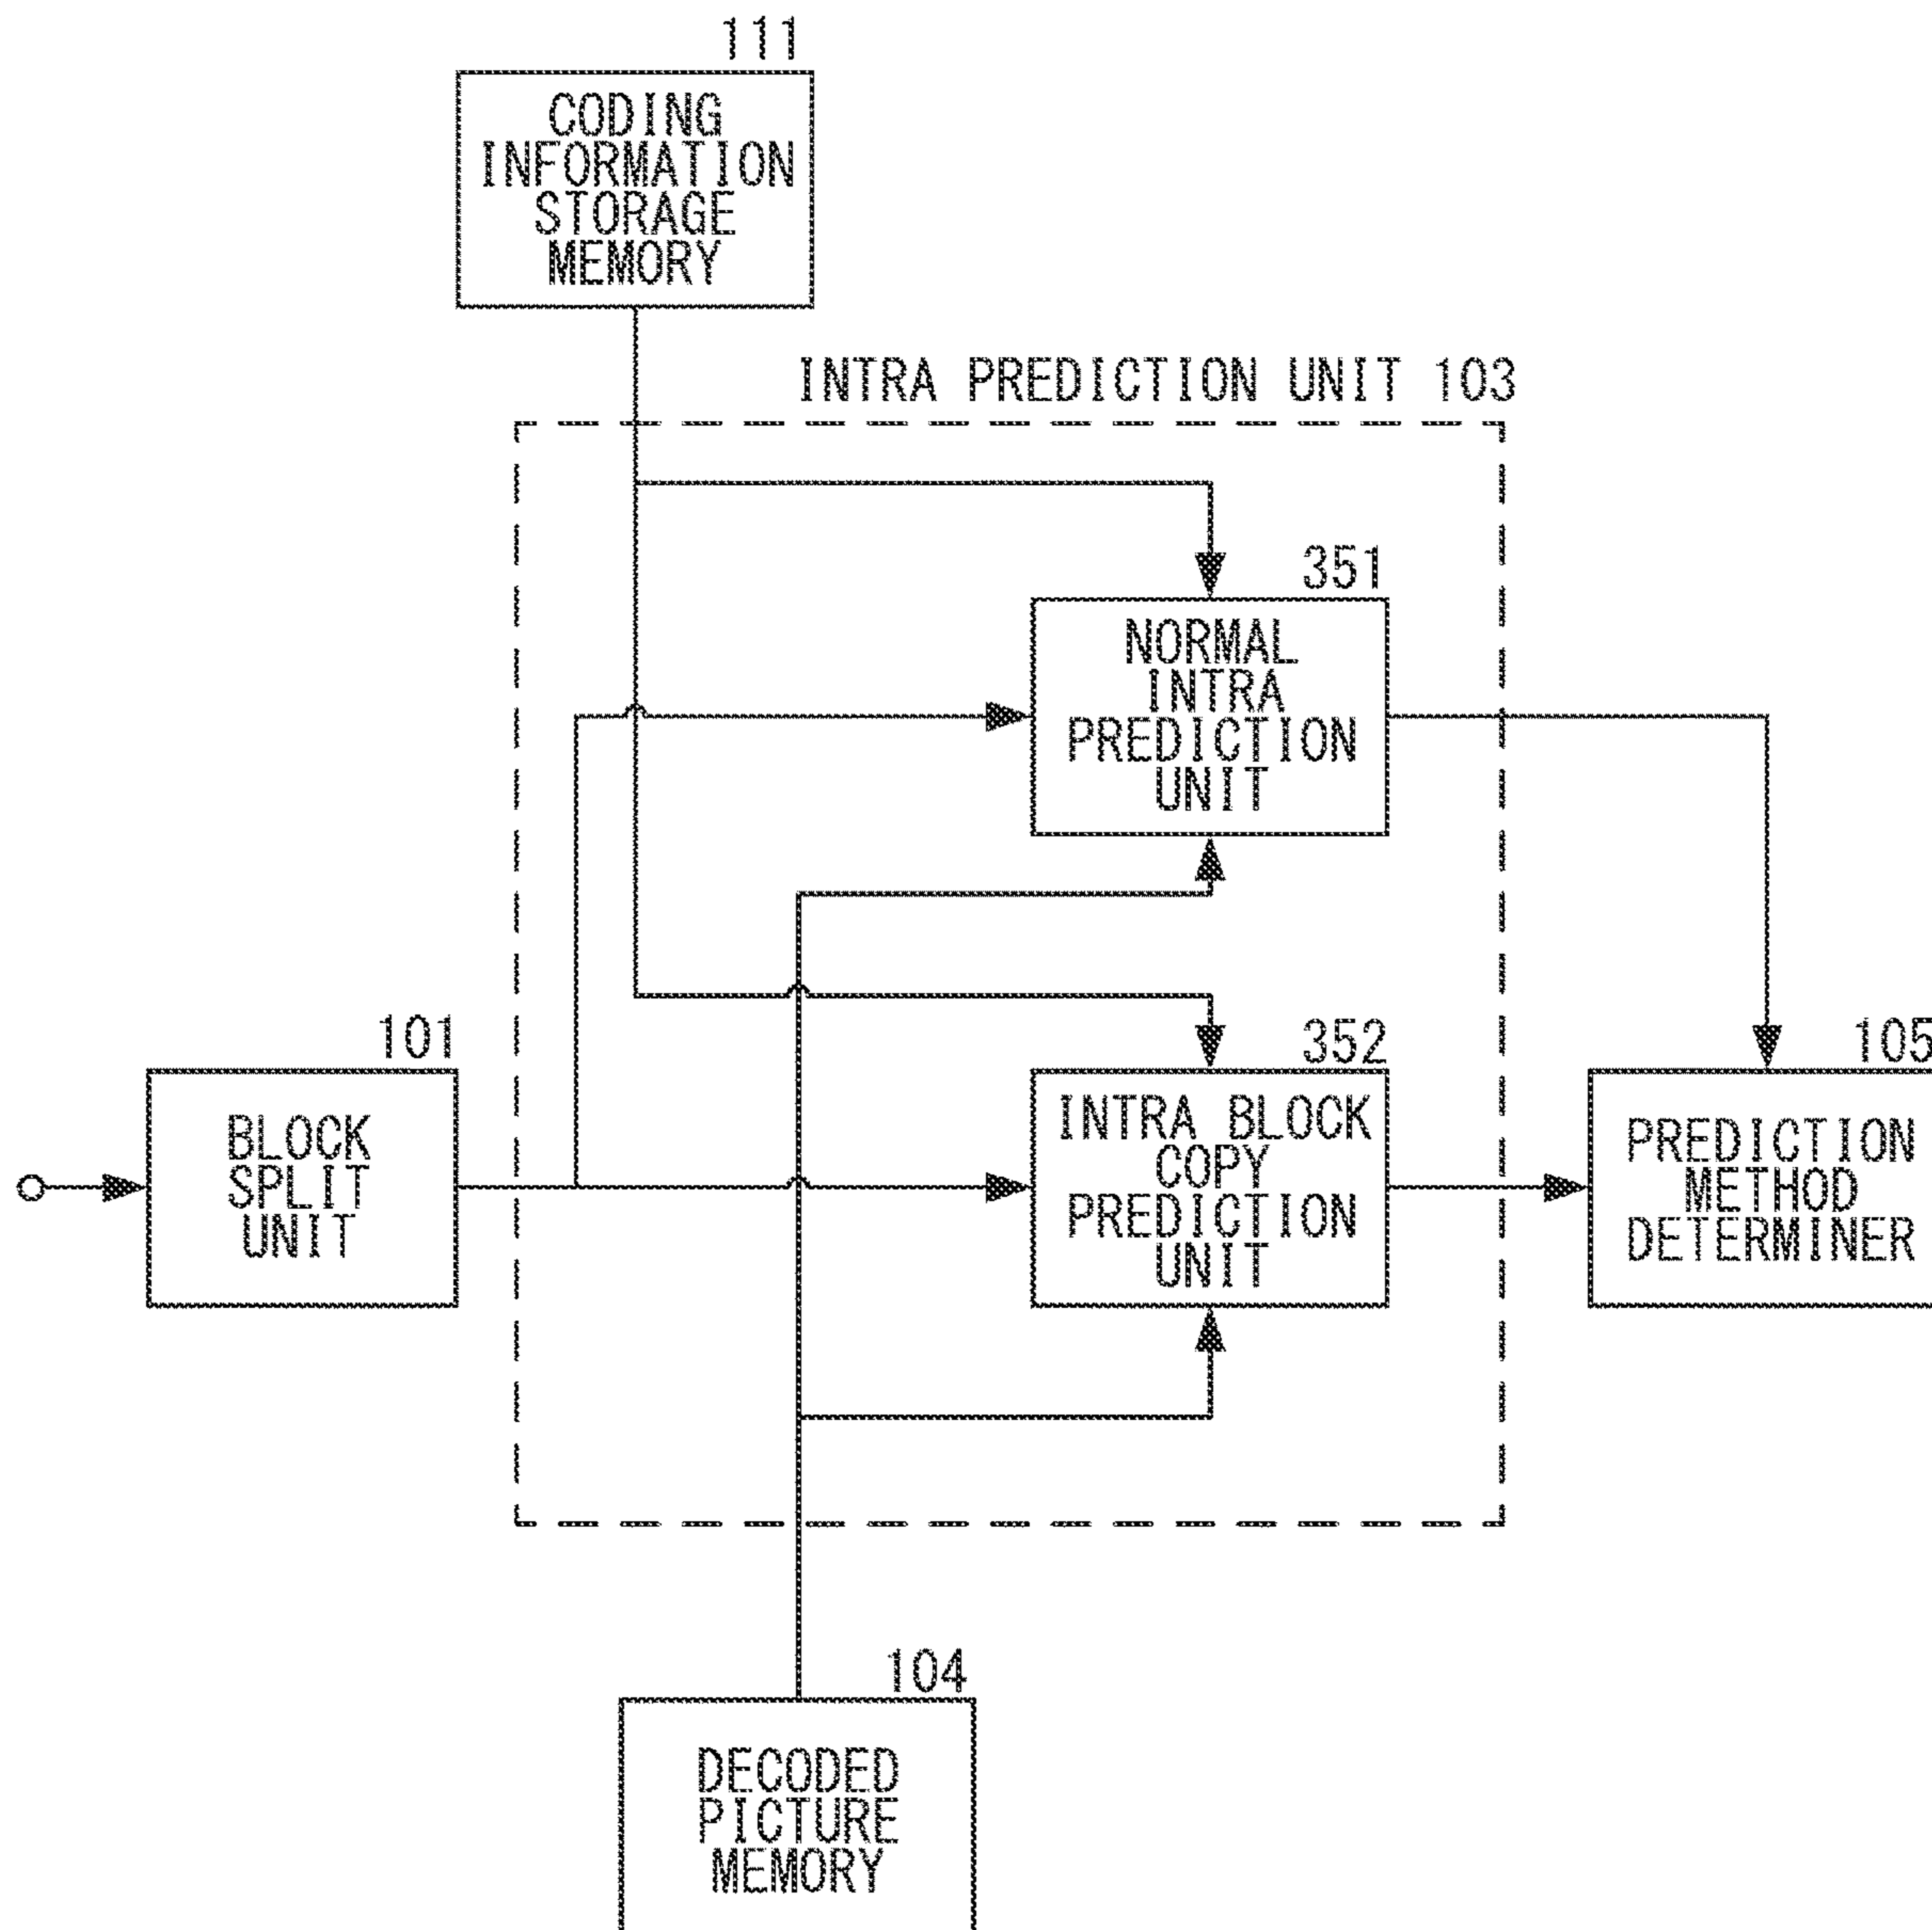 111
CODING
INFORMATION
STORAGE
MEMORY
INTRA PREDICTION UNIT 103
351
NORMAL
INTRA
PREDICTION
UNIT
101
BLOCK
SPLIT
UNIT
352
INTRA BLOCK
COPY
PREDICTION
UNIT
105
PREDICTION
METHOD
DETERMINER
104
DECODED
PICTURE
MEMORY